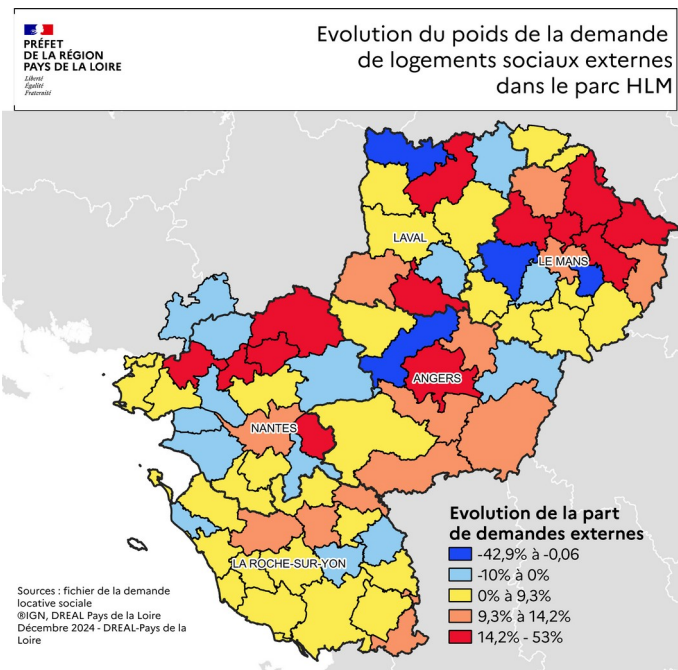 PRÉFET
DE LA RÉGION
PAYS DE LA LOIRE
Liberté
Égalité
Fraternité
Evolution du poids de la demande
de logements sociaux externes
dans le parc HLM
LAVAL
LE MANS
ANGERS
NANTES
LA ROCHE-SUR-YON
Evolution de la part
de demandes externes
-42,9% à -0,06
-10% à 0%
0% à 9,3%
9,3% à 14,2%
14,2% - 53%
Sources : fichier de la demande
locative sociale
®IGN, DREAL Pays de la Loire
Décembre 2024 - DREAL-Pays de la
Loire